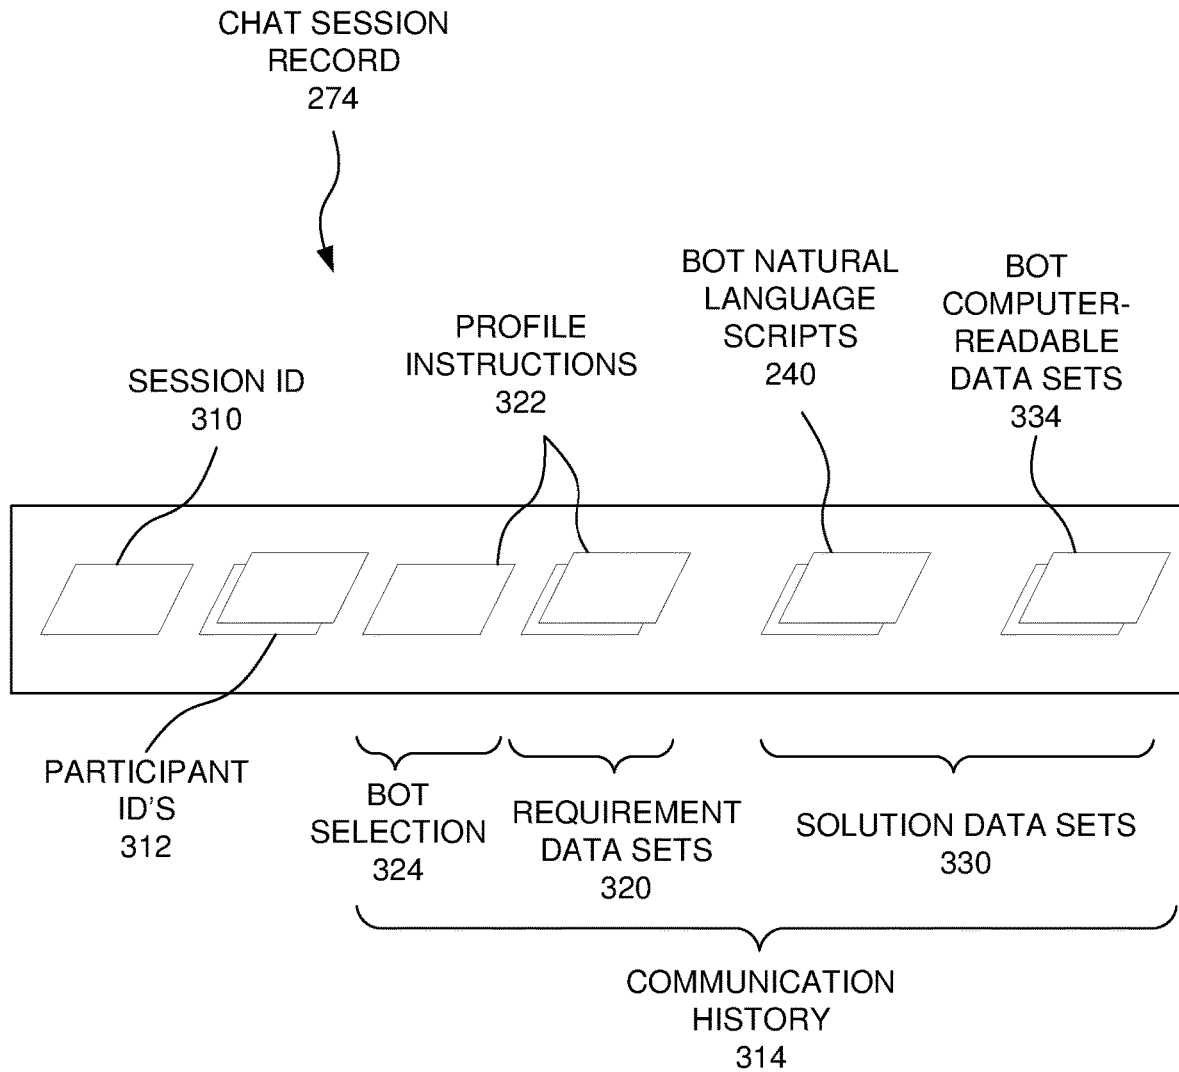 CHAT SESSION
RECORD
274
BOT NATURAL
LANGUAGE
SCRIPTS
240
BOT
COMPUTER-
READABLE
DATA SETS
334
PROFILE
INSTRUCTIONS
322
SESSION ID
310
PARTICIPANT
ID'S
312
BOT
SELECTION
324
REQUIREMENT
DATA SETS
320
SOLUTION DATA SETS
330
COMMUNICATION
HISTORY
314